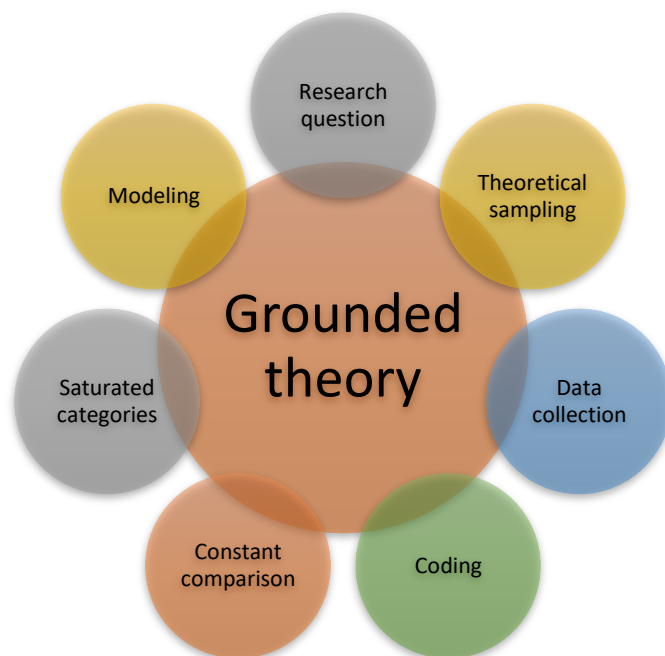 Research
question
Theoretical
sampling
Data
collection
Coding
Constant
comparison
Saturated
categories
Modeling
Grounded
theory